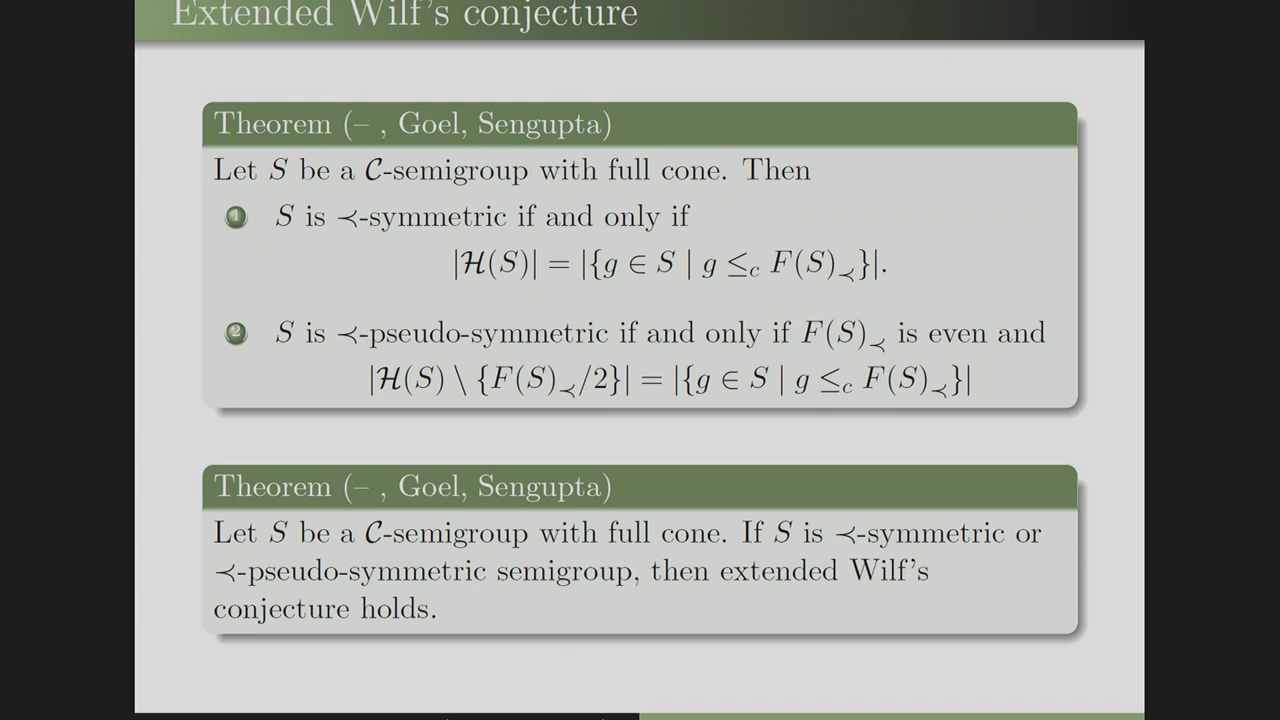 Extended Wilf's conjecture
Theorem (– , Goel, Sengupta)
Let S be a 𝒞-semigroup with full cone. Then
1 S is ≺-symmetric if and only if
|ℋ(S)| = |{g ∈ S | g ≤_c F(S)_≺}|.
2 S is ≺-pseudo-symmetric if and only if F(S)_≺ is even and
|ℋ(S) \ {F(S)_≺/2}| = |{g ∈ S | g ≤_c F(S)_≺}|
Theorem (– , Goel, Sengupta)
Let S be a 𝒞-semigroup with full cone. If S is ≺-symmetric or
≺-pseudo-symmetric semigroup, then extended Wilf's
conjecture holds.